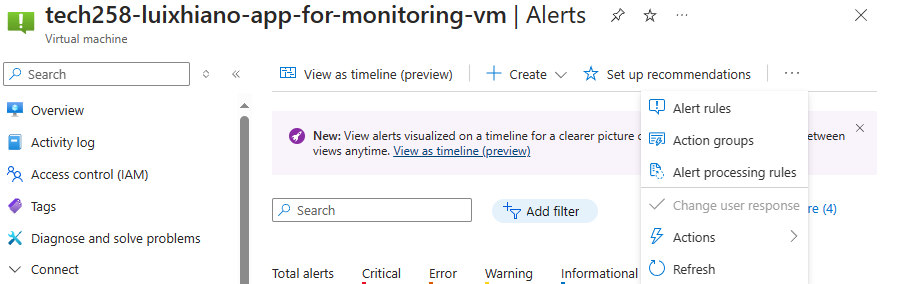 tech258-luixhiano-app-for-monitoring-vm | Alerts
Virtual machine
Search
View as timeline (preview)
Create
Set up recommendations
Overview
Activity log
Access control (IAM)
Tags
Diagnose and solve problems
Connect
New: View alerts visualized on a timeline for a clearer picture
between
views anytime. View as timeline (preview)
Search
Add filter
(4)
Total alerts
Critical
Error
Warning
Informational
Alert rules
Action groups
Alert processing rules
Change user response
Actions
Refresh